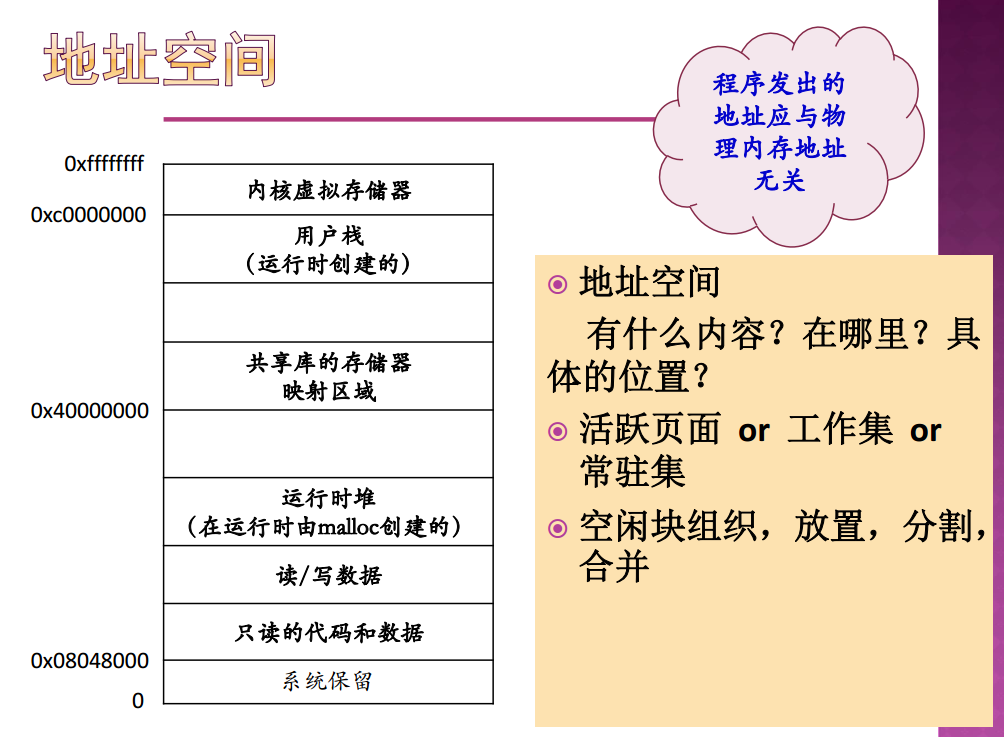 地址空间
程序发出的
地址应与物
理内存地址
无关
0xffffffff
内核虚拟存储器
0xc0000000
用户栈
（运行时创建的）
共享库的存储器
映射区域
0x40000000
运行时堆
（在运行时由malloc创建的）
读/写数据
只读的代码和数据
0x08048000
系统保留
0
地址空间
有什么内容？在哪里？具
体的位置？
活跃页面 or 工作集 or
常驻集
空闲块组织，放置，分割，
合并